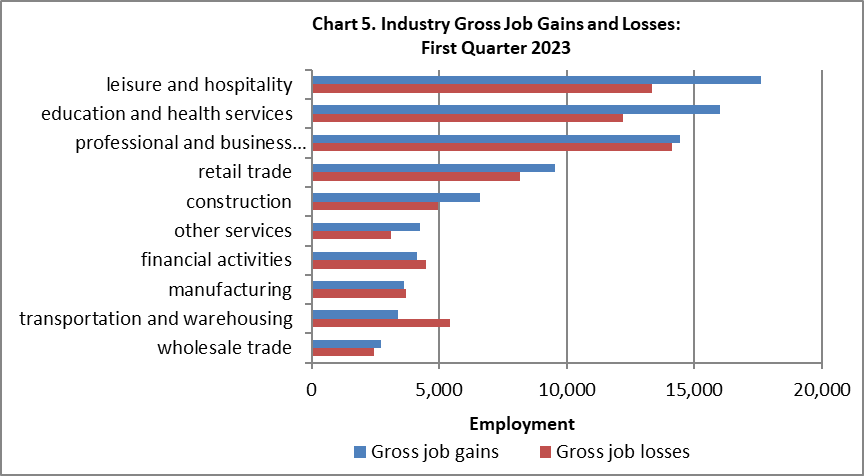 Chart 5. Industry Gross Job Gains and Losses:
First Quarter 2023
leisure and hospitality
education and health services
professional and business...
retail trade
construction
other services
financial activities
manufacturing
transportation and warehousing
wholesale trade
0 5,000 10,000 15,000 20,000
Employment
Gross job gains Gross job losses